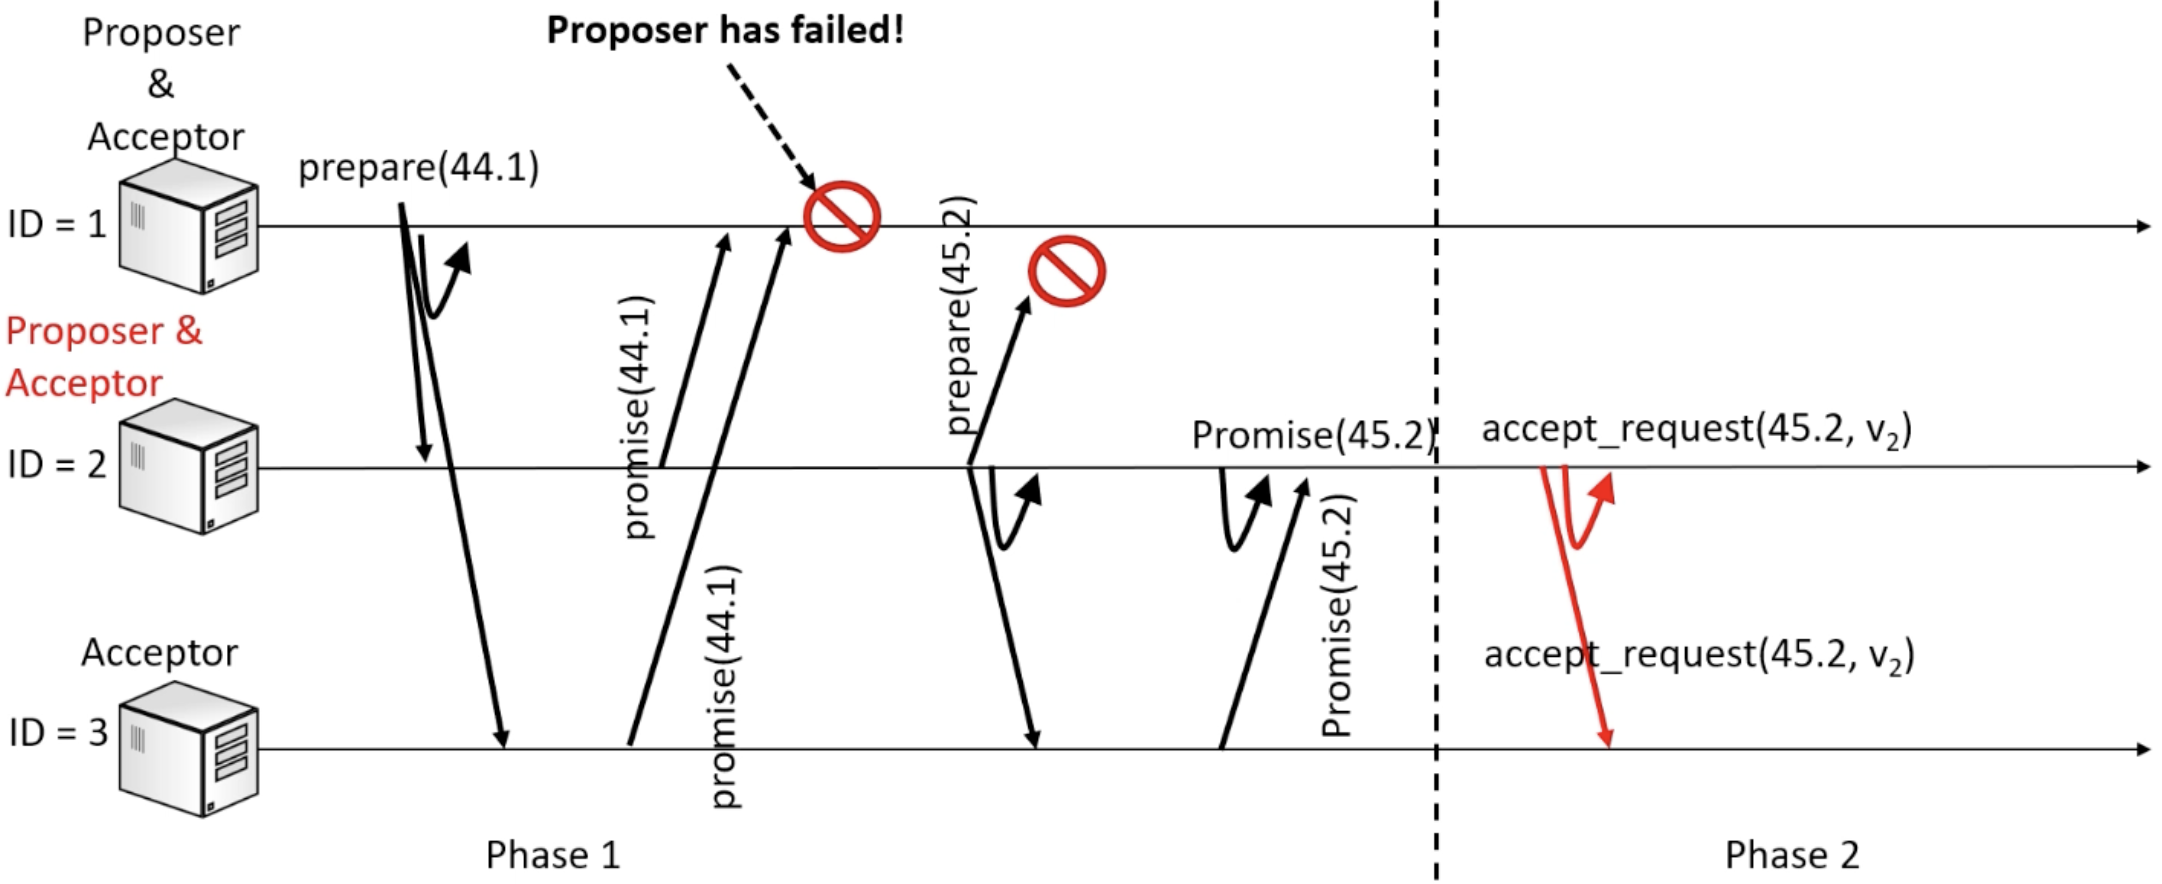 Proposer
&
Acceptor
Proposer has failed!
prepare(44.1)
ID = 1
prepare(45.2)
Proposer &
Acceptor
promise(44.1)
Promise(45.2)
accept_request(45.2, v₂)
ID = 2
promise(44.1)
Promise(45.2)
Acceptor
accept_request(45.2, v₂)
ID = 3
Phase 1
Phase 2